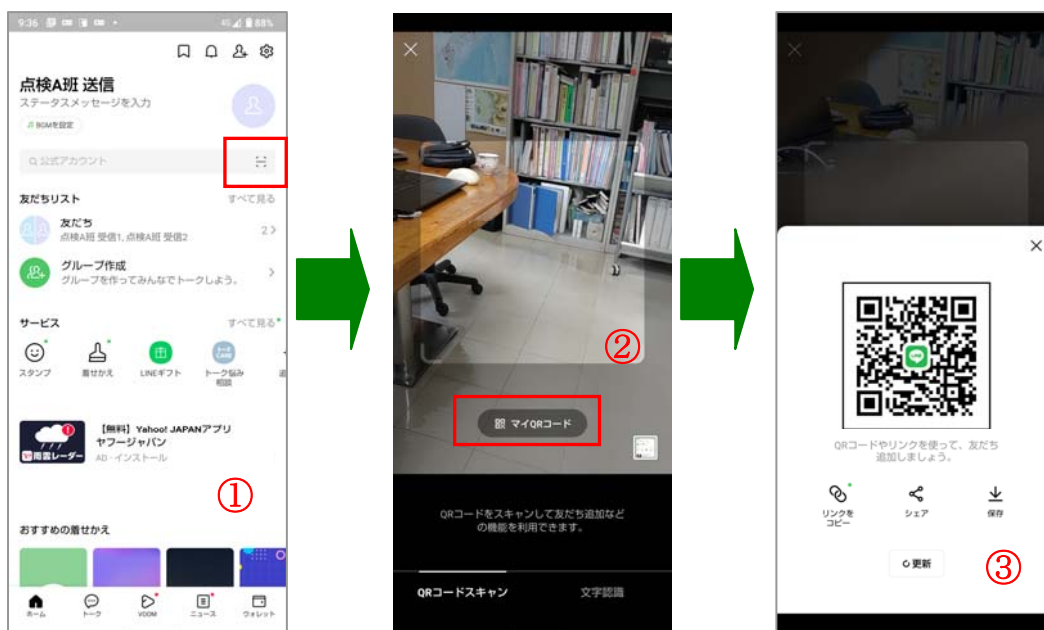 9:36
4G 88%
点検A班 送信
ステータスメッセージを入力
BGMを設定
公式アカウント
友だちリスト すべて見る
友だち
点検A班 受信1, 点検A班 受信2
2
グループ作成
グループを作ってみんなでトークしよう。
サービス すべて見る
スタンプ 着せかえ LINEギフト トーク悩み
相談
トークCARE
【無料】Yahoo! JAPANアプリ
ヤフージャパン
AD・インストール
雨雲レーダー
①
おすすめの着せかえ
ホーム トーク VOOM ニュース ウォレット
②
マイQRコード
QRコードをスキャンして友だち追加など
の機能を利用できます。
QRコードスキャン 文字認識
LINE
QRコードやリンクを使って、友だち
追加しましょう。
リンクを
コピー
シェア
保存
更新
③